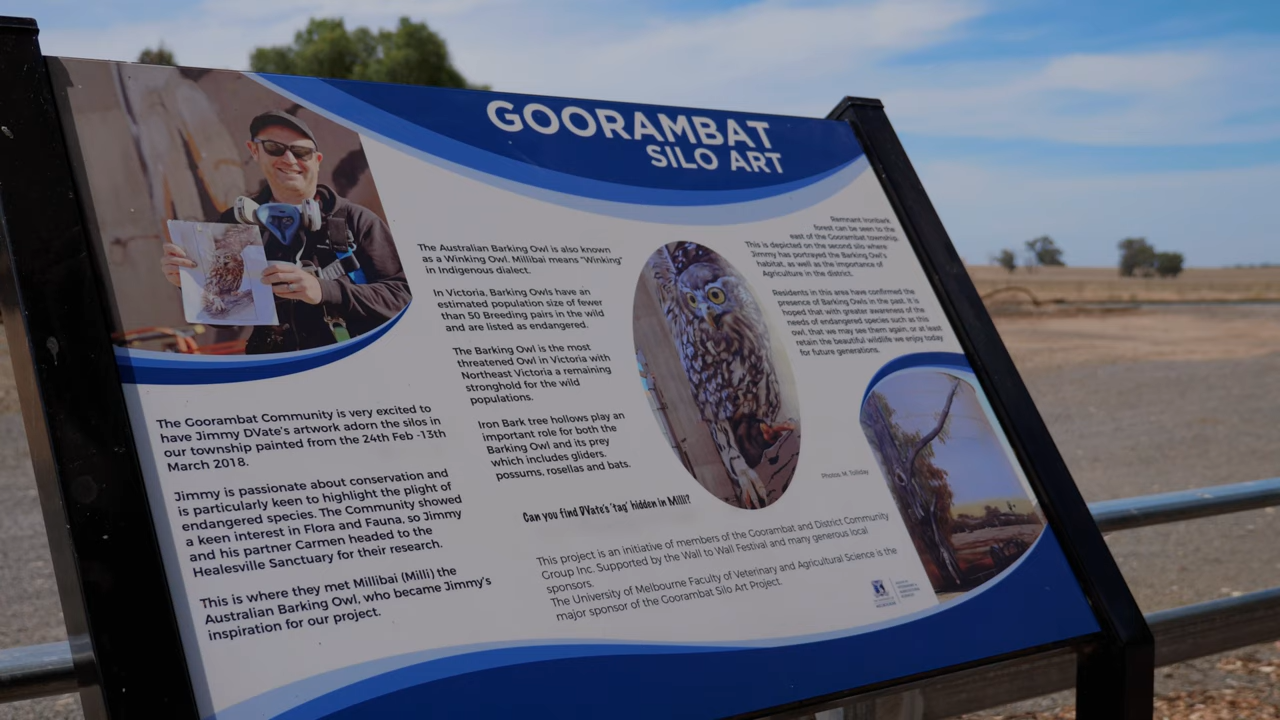 GOORAMBAT
SILO ART
The Goorambat Community is very excited to
have Jimmy DVate's artwork adorn the silos in
our township painted from the 24th Feb -13th
March 2018.
Jimmy is passionate about conservation and
is particularly keen to highlight the plight of
endangered species. The Community showed
a keen interest in Flora and Fauna, so Jimmy
and his partner Carmen headed to the
Healesville Sanctuary for their research.
This is where they met Millibai (Milli) the
Australian Barking Owl, who became Jimmy's
inspiration for our project.
The Australian Barking Owl is also known
as a Winking Owl. Millibai means "Winking"
in Indigenous dialect.
In Victoria, Barking Owls have an
estimated population size of fewer
than 50 Breeding pairs in the wild
and are listed as endangered.
The Barking Owl is the most
threatened Owl in Victoria with
Northeast Victoria a remaining
stronghold for the wild
populations.
Iron Bark tree hollows play an
important role for both the
Barking Owl and its prey
which includes gliders,
possums, rosellas and bats.
Can you find DVate's 'tag' hidden in Milli?
Remnant Ironbark
forest can be seen to the
east of the Goorambat township.
This is depicted on the second silo where
Jimmy has portrayed the Barking Owl's
habitat, as well as the importance of
Agriculture in the district.
Residents in this area have confirmed the
presence of Barking Owls in the past. It is
hoped that with greater awareness of the
needs of endangered species such as this
owl, that we may see them again, or at least
retain the beautiful wildlife we enjoy today
for future generations.
Photos: M. Tolliday
This project is an initiative of members of the Goorambat and District Community
Group Inc. Supported by the Wall to Wall Festival and many generous local
sponsors.
The University of Melbourne Faculty of Veterinary and Agricultural Science is the
major sponsor of the Goorambat Silo Art Project.